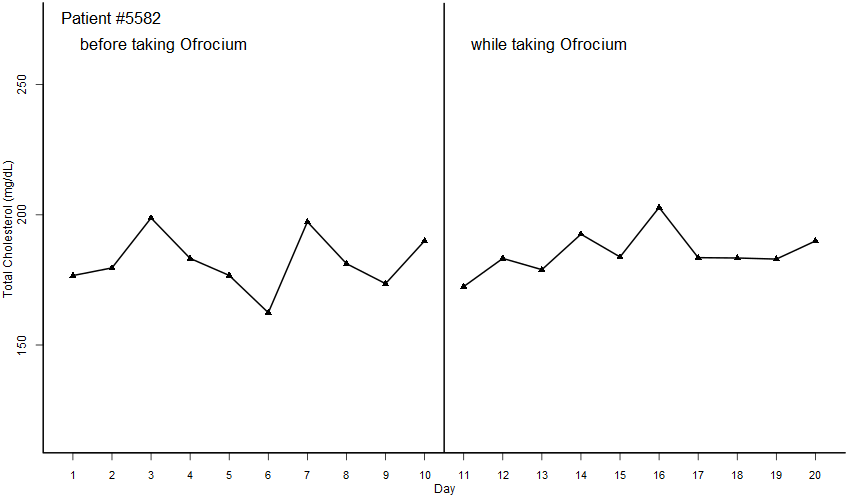 Patient #5582
before taking Ofrocium
while taking Ofrocium
Total Cholesterol (mg/dL)
250
200
150
1 2 3 4 5 6 7 8 9 10 11 12 13 14 15 16 17 18 19 20
Day